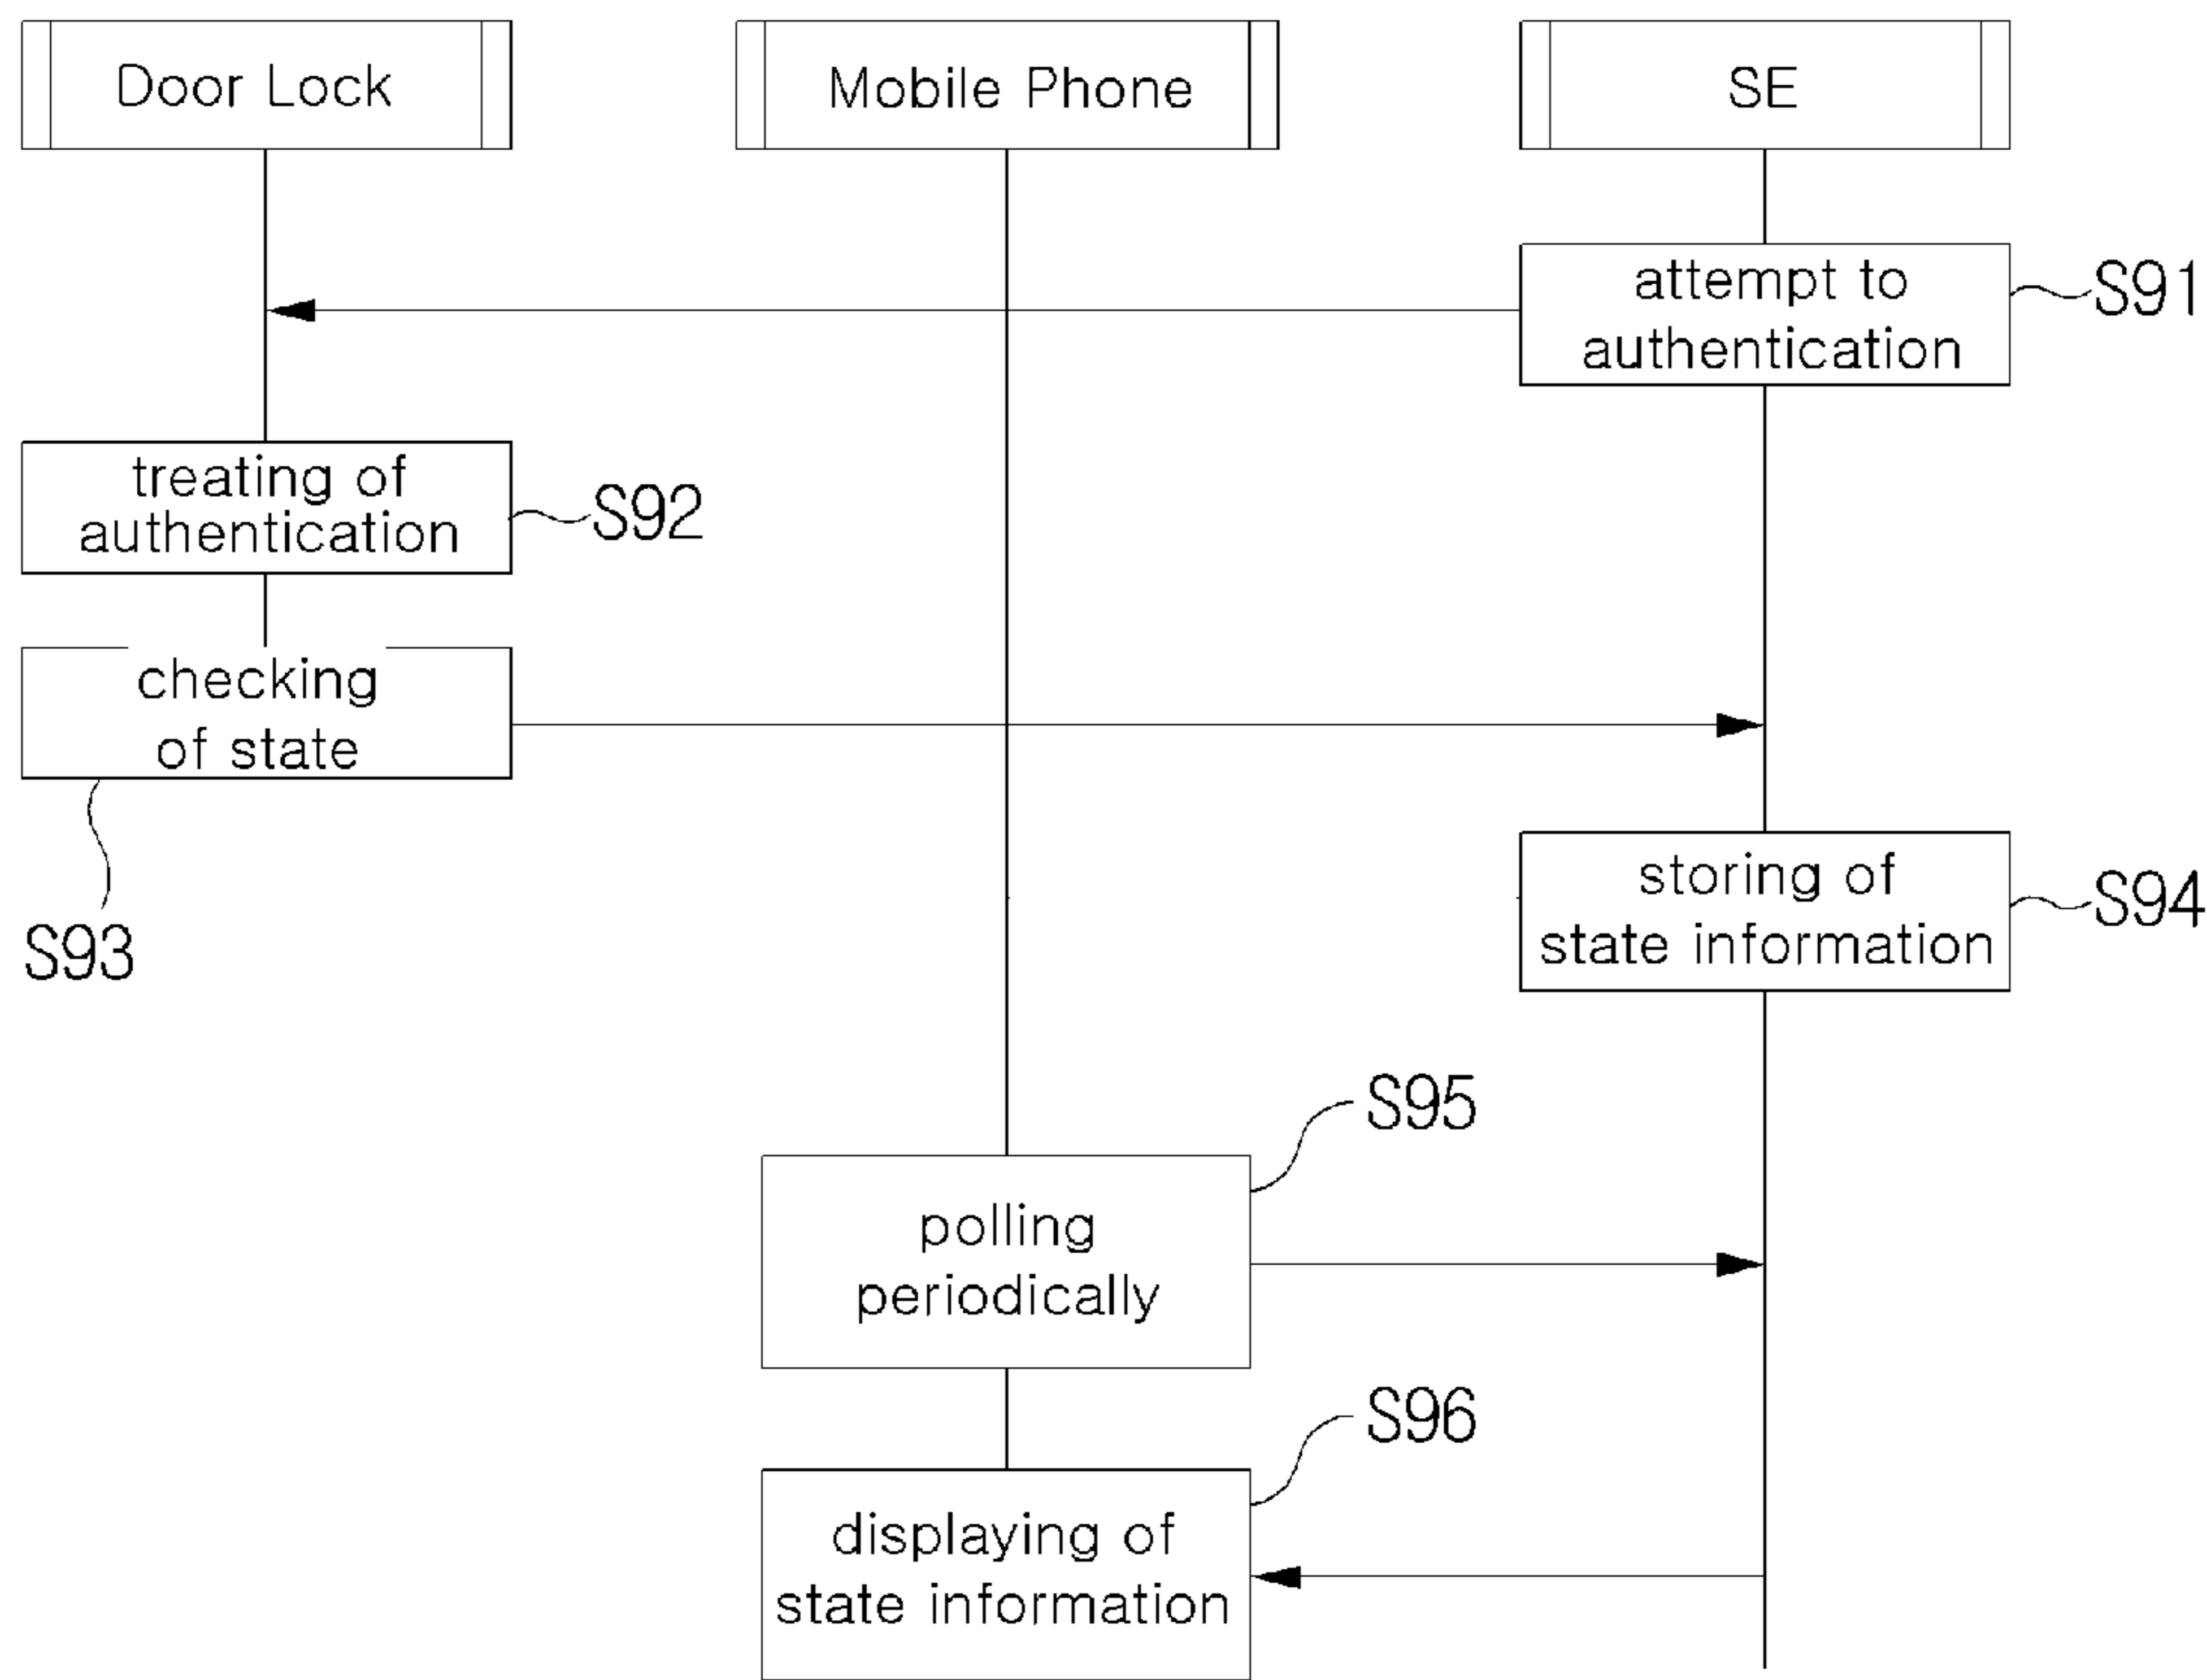 Door Lock
Mobile Phone
SE
attempt to
authentication
S91
treating of
authentication
S92
checking
of state
S93
storing of
state information
S94
S95
polling
periodically
S96
displaying of
state information